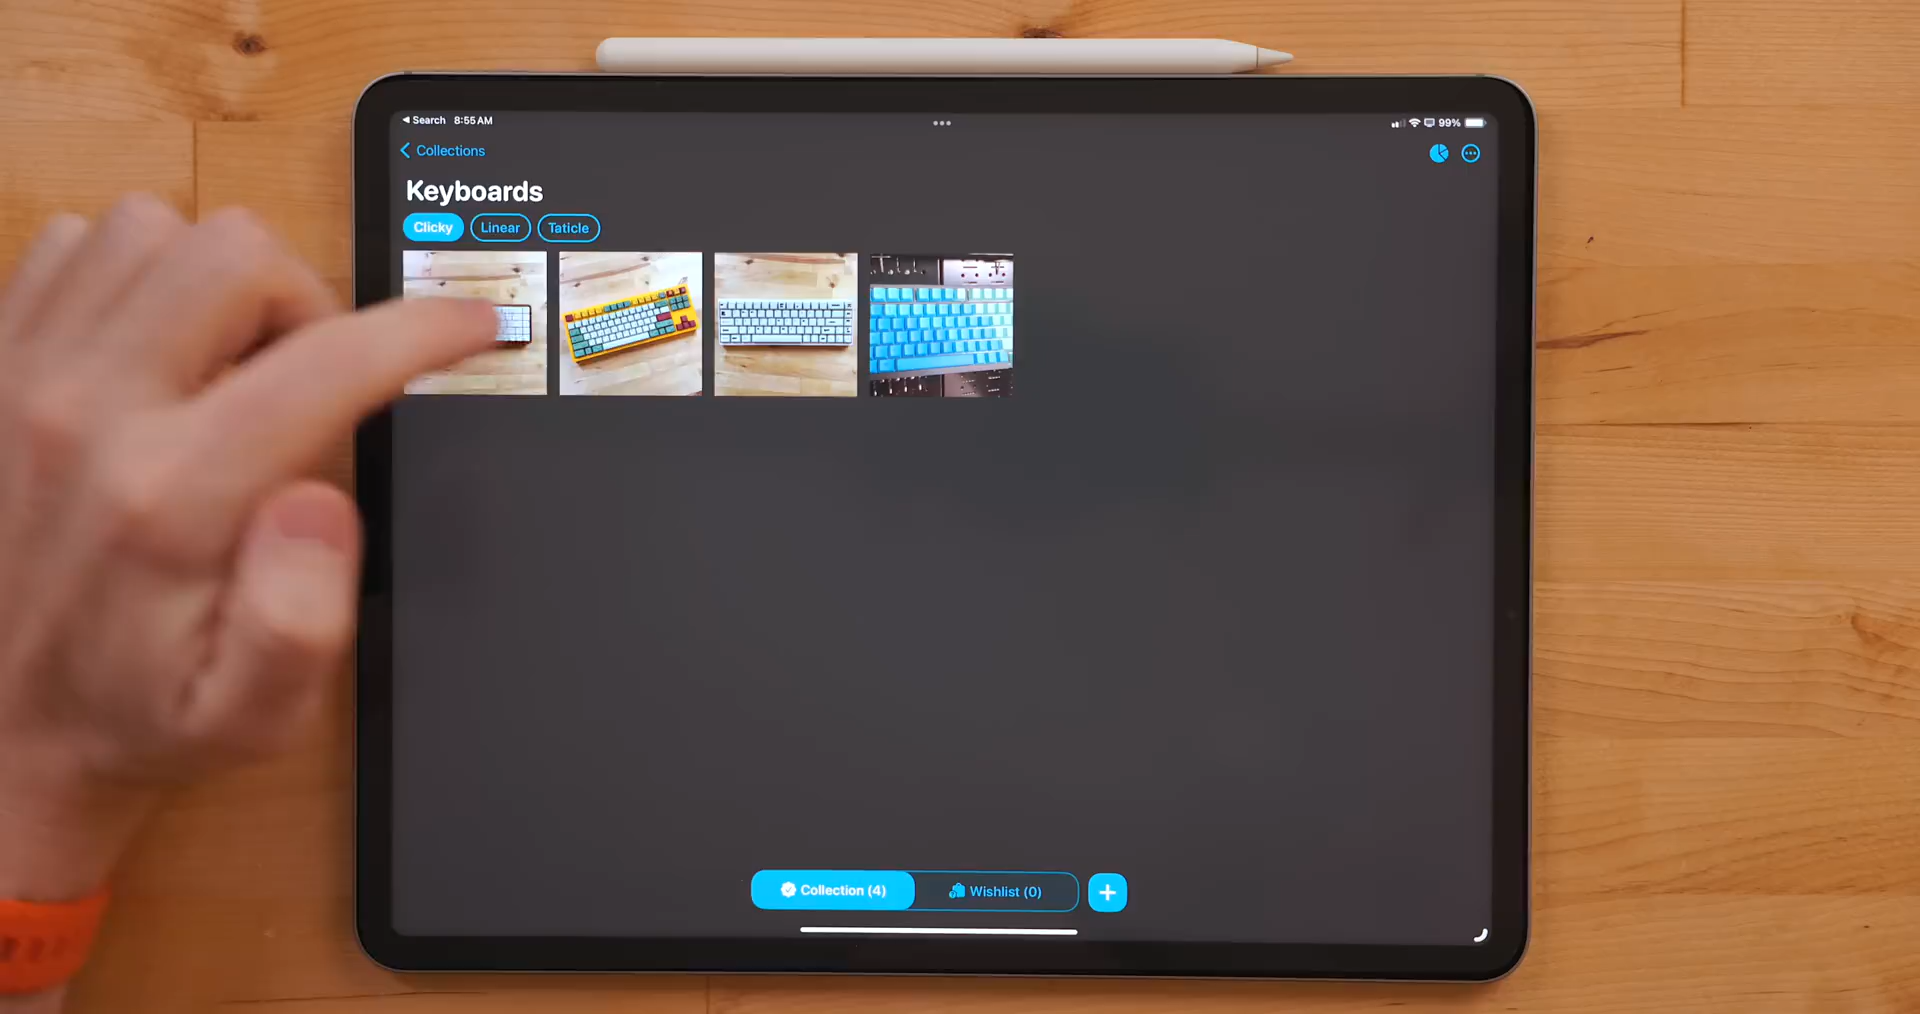 Search 8:55 AM
99%
Collections
Keyboards
Clicky
Linear
Taticle
Collection (4)
Wishlist (0)